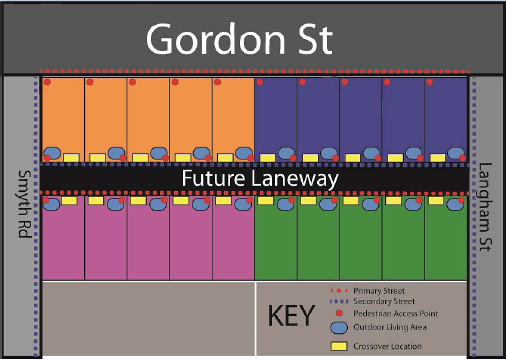 Gordon St
Smyth Rd
Future Laneway
Langham St
KEY
Primary Street
Secondary Street
Pedestrian Access Point
Outdoor Living Area
Crossover Location